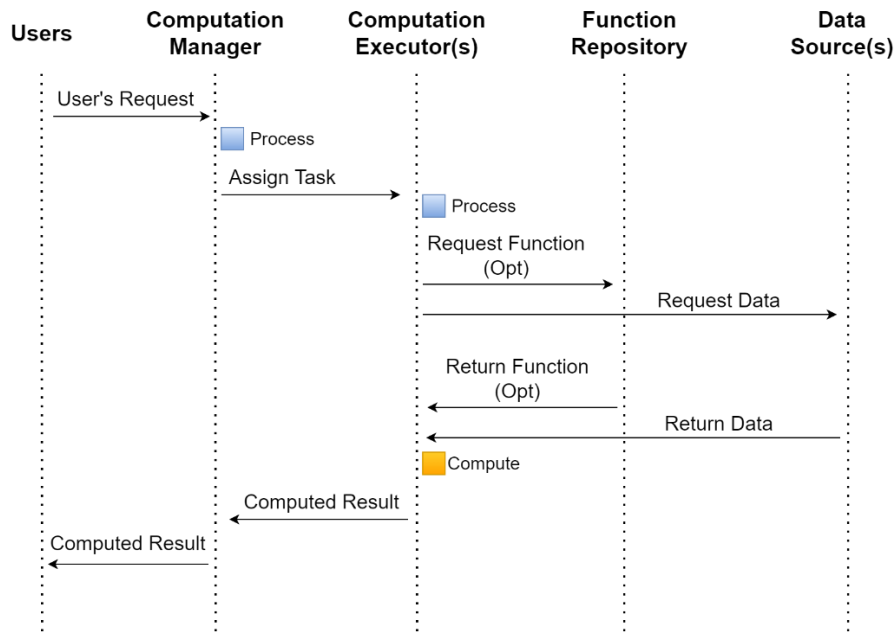 Users
Computation
Manager
Computation
Executor(s)
Function
Repository
Data
Source(s)
User's Request
Process
Assign Task
Process
Request Function
(Opt)
Request Data
Return Function
(Opt)
Return Data
Compute
Computed Result
Computed Result